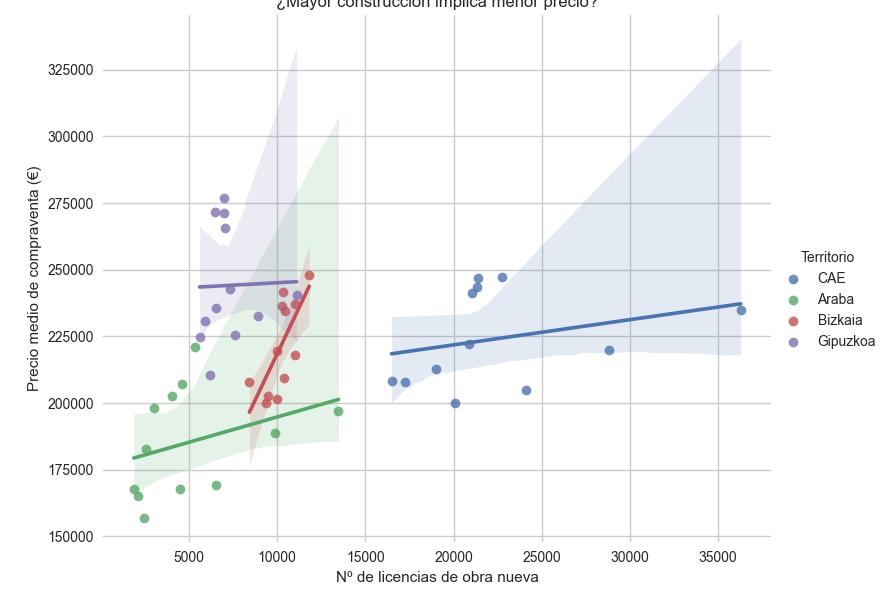 ¿Mayor construcción implica menor precio?
325000
300000
275000
250000
225000
200000
175000
150000
Precio medio de compraventa (€)
5000 10000 15000 20000 25000 30000 35000
Nº de licencias de obra nueva
Territorio
CAE
Araba
Bizkaia
Gipuzkoa